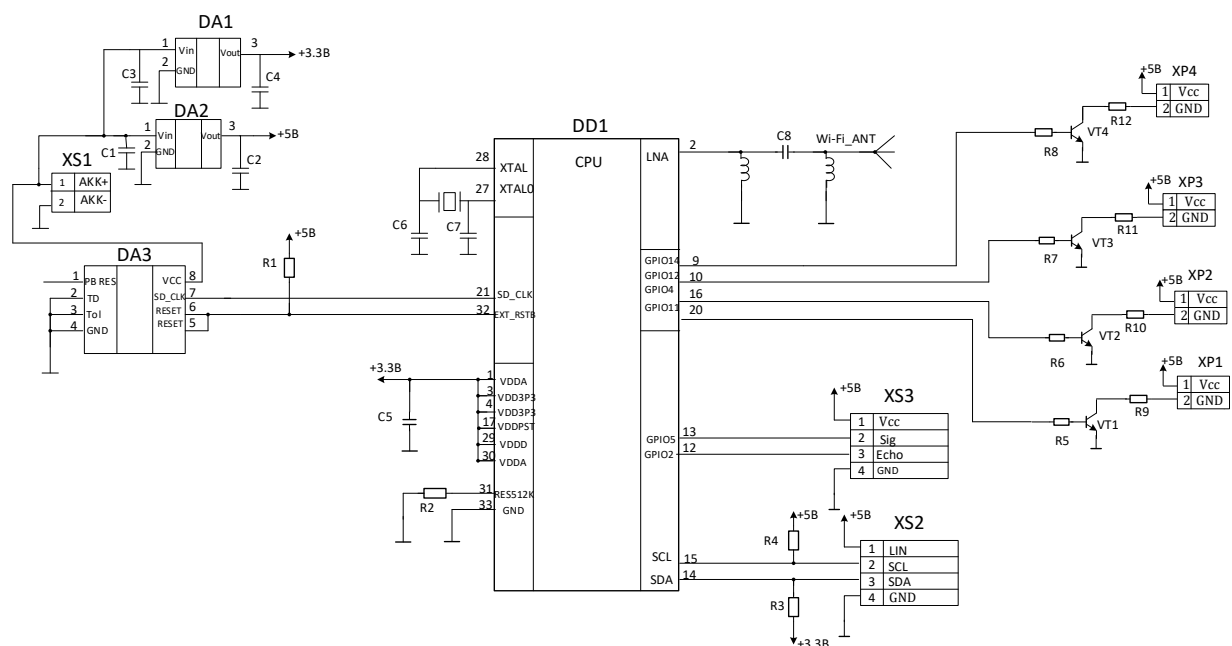 DA1
1
Vin
Vout
3
+3.3В
2
GND
C3
C4
DA2
1
Vin
Vout
3
+5В
2
GND
C1
C2
XS1
1 AKK+
2 AKK-
DA3
1 PB RES
2 TD
3 Tol
4 GND
VCC 8
SD_CLK 7
RESET 6
RESET 5
+5В
R1
DD1
CPU
28 XTAL
27 XTALO
C6
C7
21 SD_CLK
32 EXT_RSTB
+3.3В
C5
1 VDDA
3 VDD3P3
4 VDD3P3
17 VDDPST
29 VDDD
30 VDDA
31 RES12K
R2
33 GND
LNA 2
C8
Wi-Fi_ANT
GPIO14 9
GPIO12 10
GPIO4 16
GPIO11 20
GPIO5 13
GPIO2 12
SCL 15
SDA 14
+5В
XP4
1 Vcc
2 GND
R12
VT4
R8
+5В
XP3
1 Vcc
2 GND
R11
VT3
R7
+5В
XP2
1 Vcc
2 GND
R10
VT2
R6
+5В
XP1
1 Vcc
2 GND
R9
VT1
R5
+5В
XS3
1 Vcc
2 Sig
3 Echo
4 GND
+5В
R4
+5В
XS2
1 LIN
2 SCL
3 SDA
4 GND
R3
+3.3В